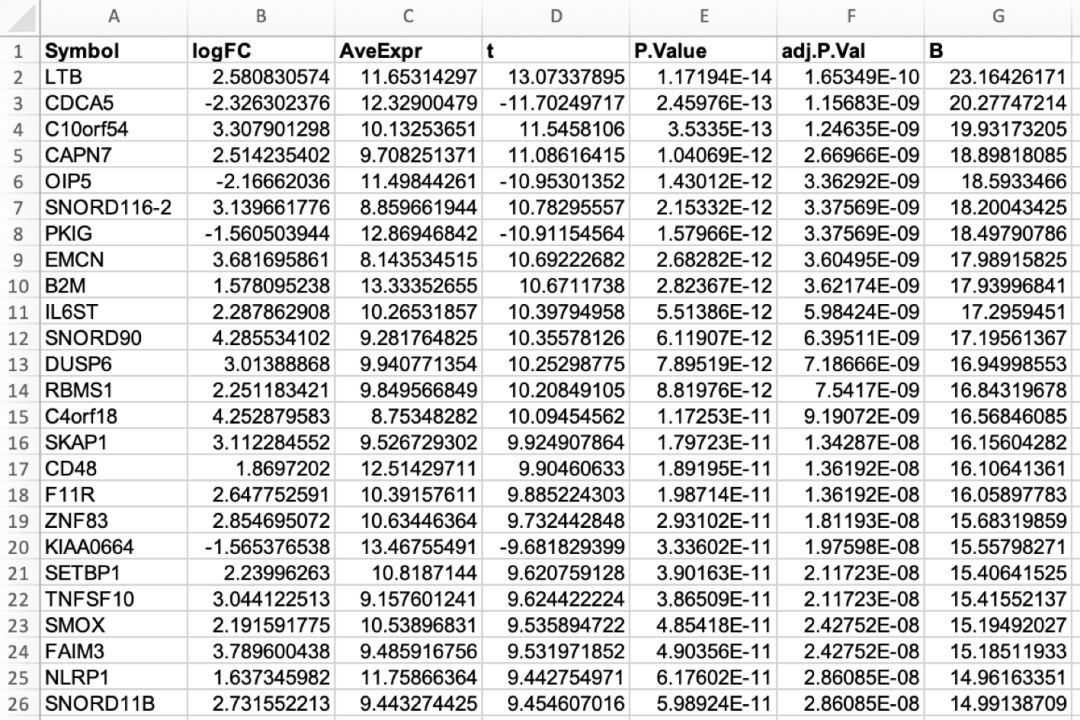 A B C D E F G
1 Symbol logFC AveExpr t P.Value adj.P.Val B
2 LTB 2.580830574 11.65314297 13.07337895 1.17194E-14 1.65349E-10 23.16426171
3 CDCA5 -2.326302376 12.32900479 -11.70249717 2.45976E-13 1.15683E-09 20.27747214
4 C10orf54 3.307901298 10.13253651 11.5458106 3.5335E-13 1.24635E-09 19.93173205
5 CAPN7 2.514235402 9.708251371 11.08616415 1.04069E-12 2.66966E-09 18.89818085
6 OIP5 -2.16662036 11.49844261 -10.95301352 1.43012E-12 3.36292E-09 18.5933466
7 SNORD116-2 3.139661776 8.859661944 10.78295557 2.15332E-12 3.37569E-09 18.20043425
8 PKIG -1.560503944 12.86946842 -10.91154564 1.57966E-12 3.37569E-09 18.49790786
9 EMCN 3.681695861 8.143534515 10.69222682 2.68282E-12 3.60495E-09 17.98915825
10 B2M 1.578095238 13.33352655 10.6711738 2.82367E-12 3.62174E-09 17.93996841
11 IL6ST 2.287862908 10.26531857 10.39794958 5.51386E-12 5.98424E-09 17.2959451
12 SNORD90 4.285534102 9.281764825 10.35578126 6.11907E-12 6.39511E-09 17.19561367
13 DUSP6 3.01388868 9.940771354 10.25298775 7.89519E-12 7.18666E-09 16.94998553
14 RBMS1 2.251183421 9.849566849 10.20849105 8.81976E-12 7.5417E-09 16.84319678
15 C4orf18 4.252879583 8.75348282 10.09454562 1.17253E-11 9.19072E-09 16.56846085
16 SKAP1 3.112284552 9.526729302 9.924907864 1.79723E-11 1.34287E-08 16.15604282
17 CD48 1.8697202 12.51429711 9.90460633 1.89195E-11 1.36192E-08 16.10641361
18 F11R 2.647752591 10.39157611 9.885224303 1.98714E-11 1.36192E-08 16.05897783
19 ZNF83 2.854695072 10.63446364 9.732442848 2.93102E-11 1.81193E-08 15.68319859
20 KIAA0664 -1.565376538 13.46755491 -9.681829399 3.33602E-11 1.97598E-08 15.55798271
21 SETBP1 2.23996263 10.8187144 9.620759128 3.90163E-11 2.11723E-08 15.40641525
22 TNFSF10 3.044122513 9.157601241 9.624422224 3.86509E-11 2.11723E-08 15.41552137
23 SMOX 2.191591775 10.53896831 9.535894722 4.85418E-11 2.42752E-08 15.19492027
24 FAIM3 3.789600438 9.485916756 9.531971852 4.90356E-11 2.42752E-08 15.18511933
25 NLRP1 1.637345982 11.75866364 9.442754971 6.17602E-11 2.86085E-08 14.96163351
26 SNORD11B 2.731552213 9.443274425 9.454607016 5.98924E-11 2.86085E-08 14.99138709